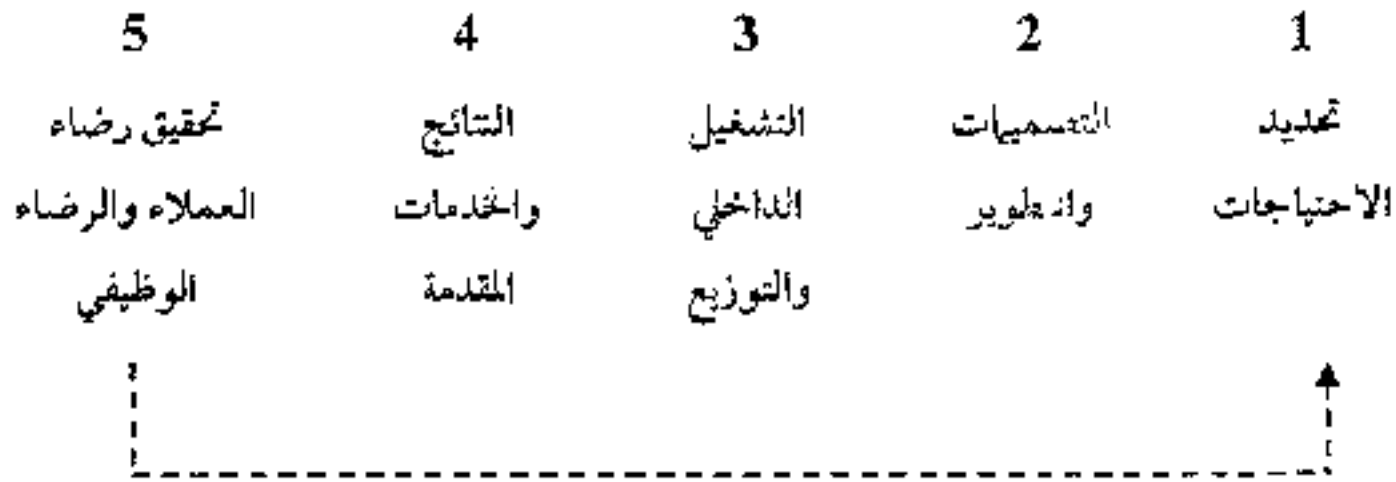 1 2 3 4 5
تحديد التصميمات التشغيل النتائج تحقيق رضاء
الاحتياجات والتطوير الداخلي والخدمات العملاء والرضاء
والتوزيع المقدمة الوظيفي